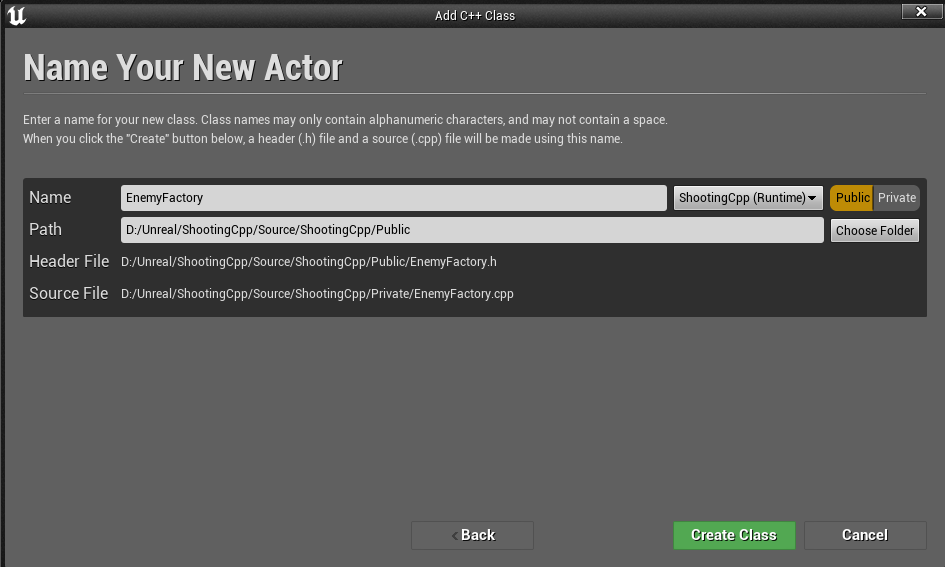 Add C++ Class
Name Your New Actor
Enter a name for your new class. Class names may only contain alphanumeric characters, and may not contain a space.
When you click the "Create" button below, a header (.h) file and a source (.cpp) file will be made using this name.
Name EnemyFactory ShootingCpp (Runtime) Public Private
Path D:/Unreal/ShootingCpp/Source/ShootingCpp/Public Choose Folder
Header File D:/Unreal/ShootingCpp/Source/ShootingCpp/Public/EnemyFactory.h
Source File D:/Unreal/ShootingCpp/Source/ShootingCpp/Private/EnemyFactory.cpp
Back Create Class Cancel